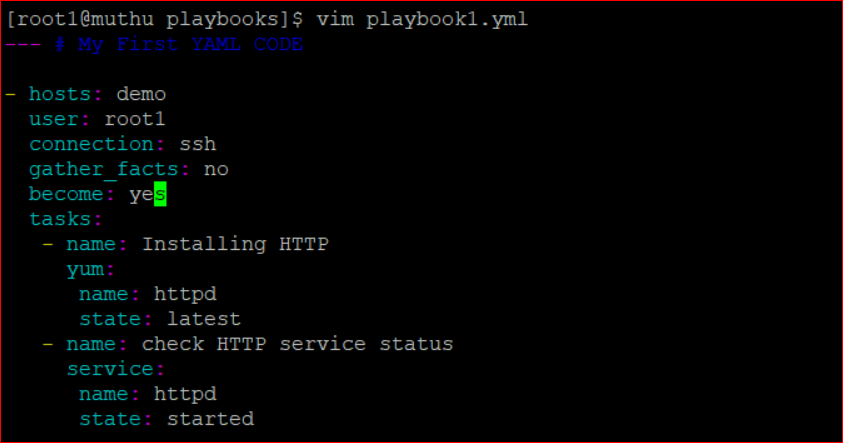 [root1@muthu playbooks]$ vim playbook1.yml
--- # My First YAML CODE
- hosts: demo
  user: root1
  connection: ssh
  gather_facts: no
  become: yes
  tasks:
   - name: Installing HTTP
     yum:
      name: httpd
      state: latest
   - name: check HTTP service status
     service:
      name: httpd
      state: started